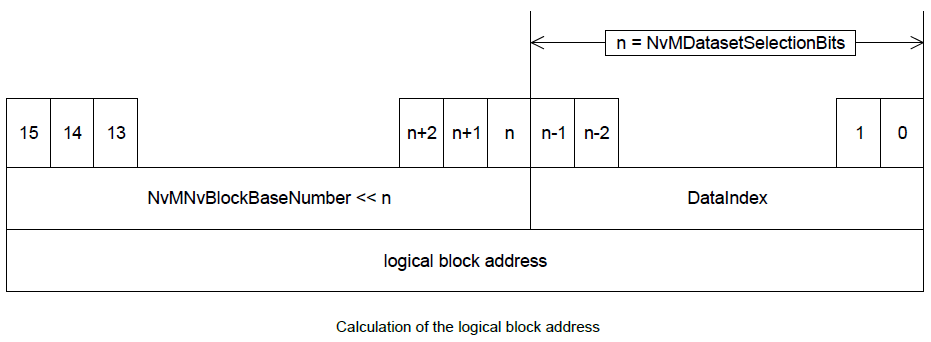 n = NvMDatasetSelectionBits
15 14 13 n+2 n+1 n n-1 n-2 1 0
NvMNvBlockBaseNumber << n DataIndex
logical block address
Calculation of the logical block address